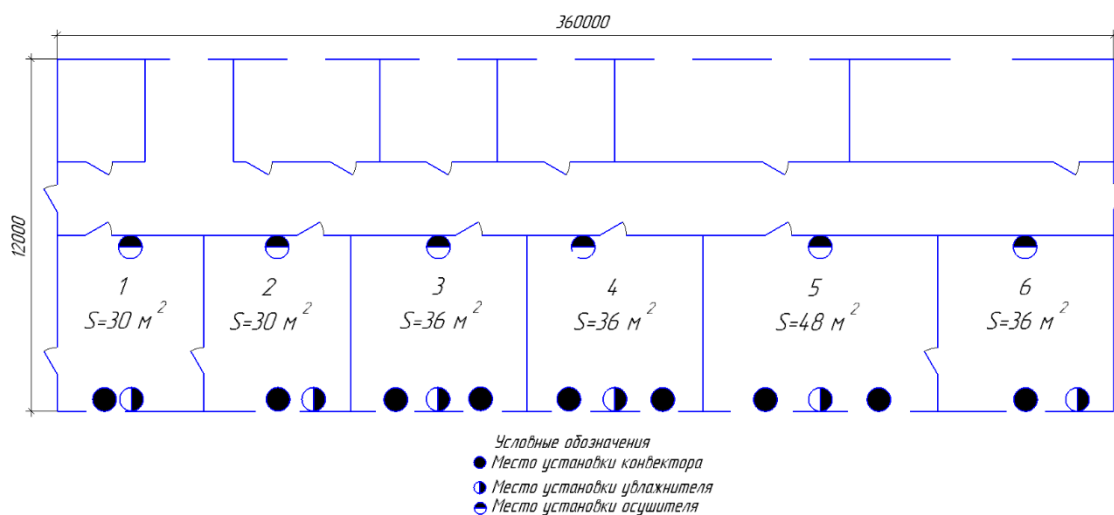 360000
12000
1
S=30 м²
2
S=30 м²
3
S=36 м²
4
S=36 м²
5
S=48 м²
6
S=36 м²
Условные обозначения
Место установки конвектора
Место установки увлажнителя
Место установки осушителя